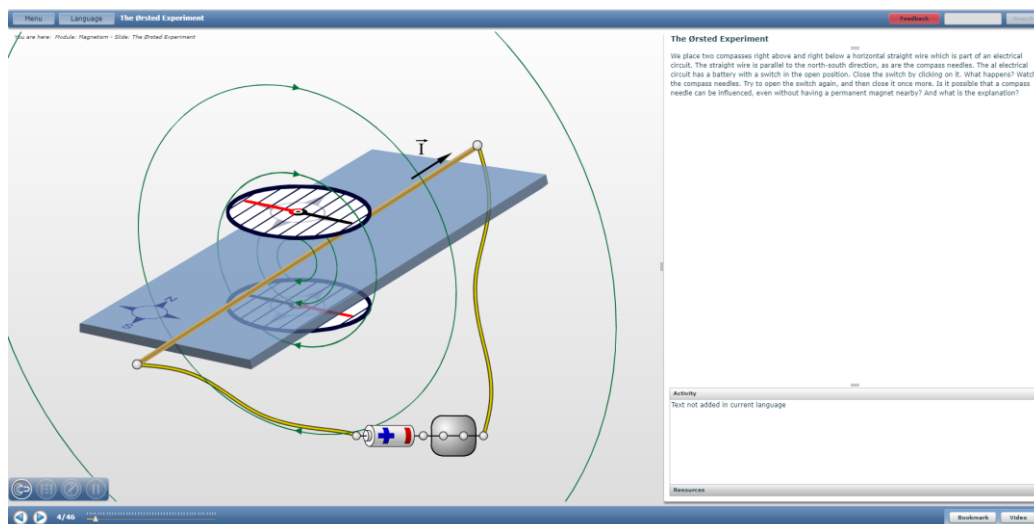 Menu
Language
The Ørsted Experiment
Feedback
You are here: Module: Magnetism - Slide: The Ørsted Experiment
The Ørsted Experiment
We place two compasses right above and right below a horizontal straight wire which is part of an electrical
circuit. The straight wire is parallel to the north-south direction, as are the compass needles. The al electrical
circuit has a battery with a switch in the open position. Close the switch by clicking on it. What happens? Watch
the compass needles. Try to open the switch again, and then close it once more. Is it possible that a compass
needle can be influenced, even without having a permanent magnet nearby? And what is the explanation?
I
N
S
Activity
Text not added in current language
Resources
4/46
Bookmark
Video